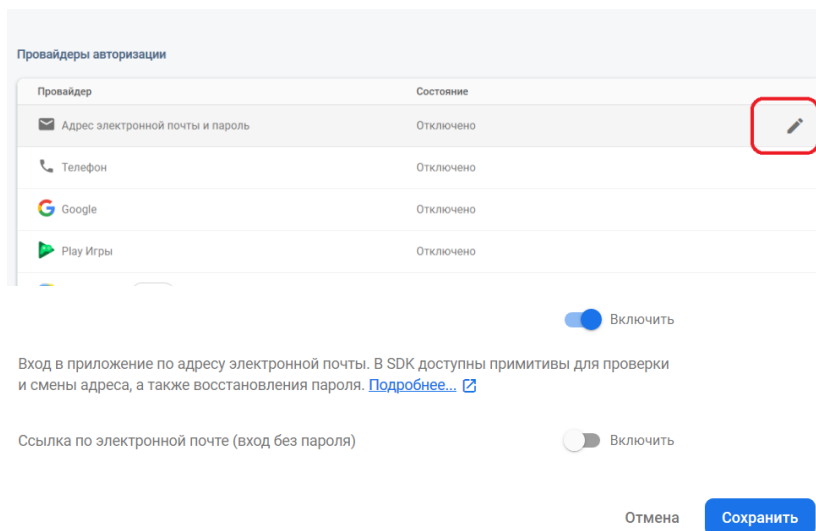 Провайдеры авторизации
Провайдер Состояние
Адрес электронной почты и пароль Отключено
Телефон Отключено
Google Отключено
Play Игры Отключено
Включить
Вход в приложение по адресу электронной почты. В SDK доступны примитивы для проверки
и смены адреса, а также восстановления пароля. Подробнее...
Ссылка по электронной почте (вход без пароля) Включить
Отмена Сохранить